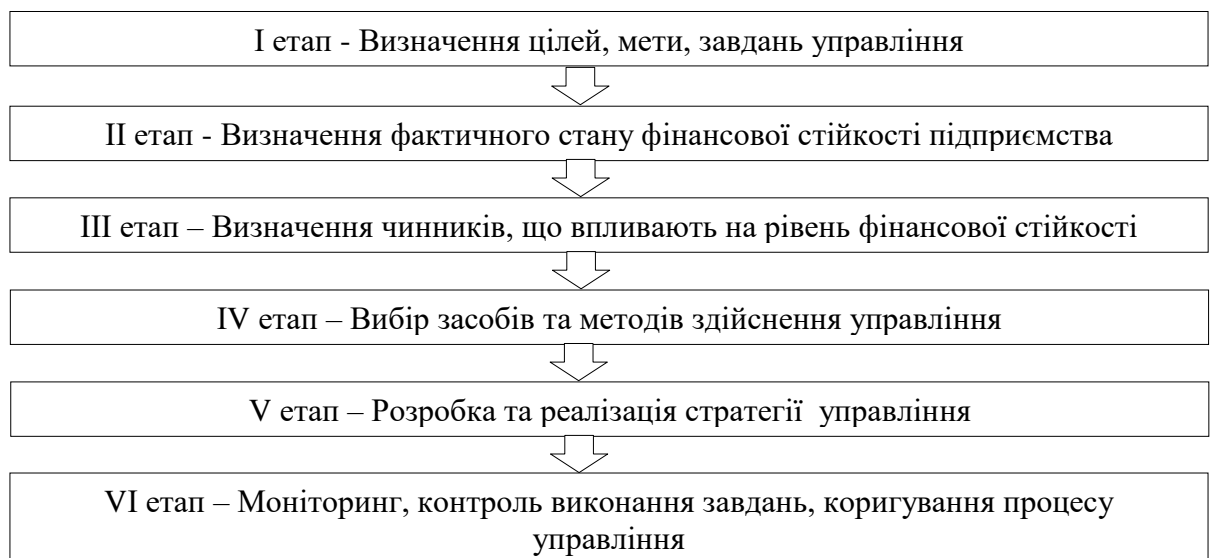 І етап - Визначення цілей, мети, завдань управління
ІІ етап - Визначення фактичного стану фінансової стійкості підприємства
ІІІ етап – Визначення чинників, що впливають на рівень фінансової стійкості
IV етап – Вибір засобів та методів здійснення управління
V етап – Розробка та реалізація стратегії управління
VI етап – Моніторинг, контроль виконання завдань, коригування процесу
управління